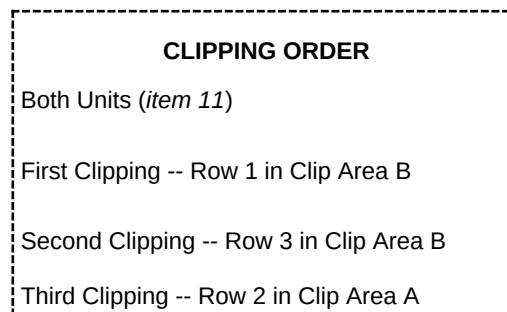 CLIPPING ORDER
Both Units (item 11)
First Clipping -- Row 1 in Clip Area B
Second Clipping -- Row 3 in Clip Area B
Third Clipping -- Row 2 in Clip Area A